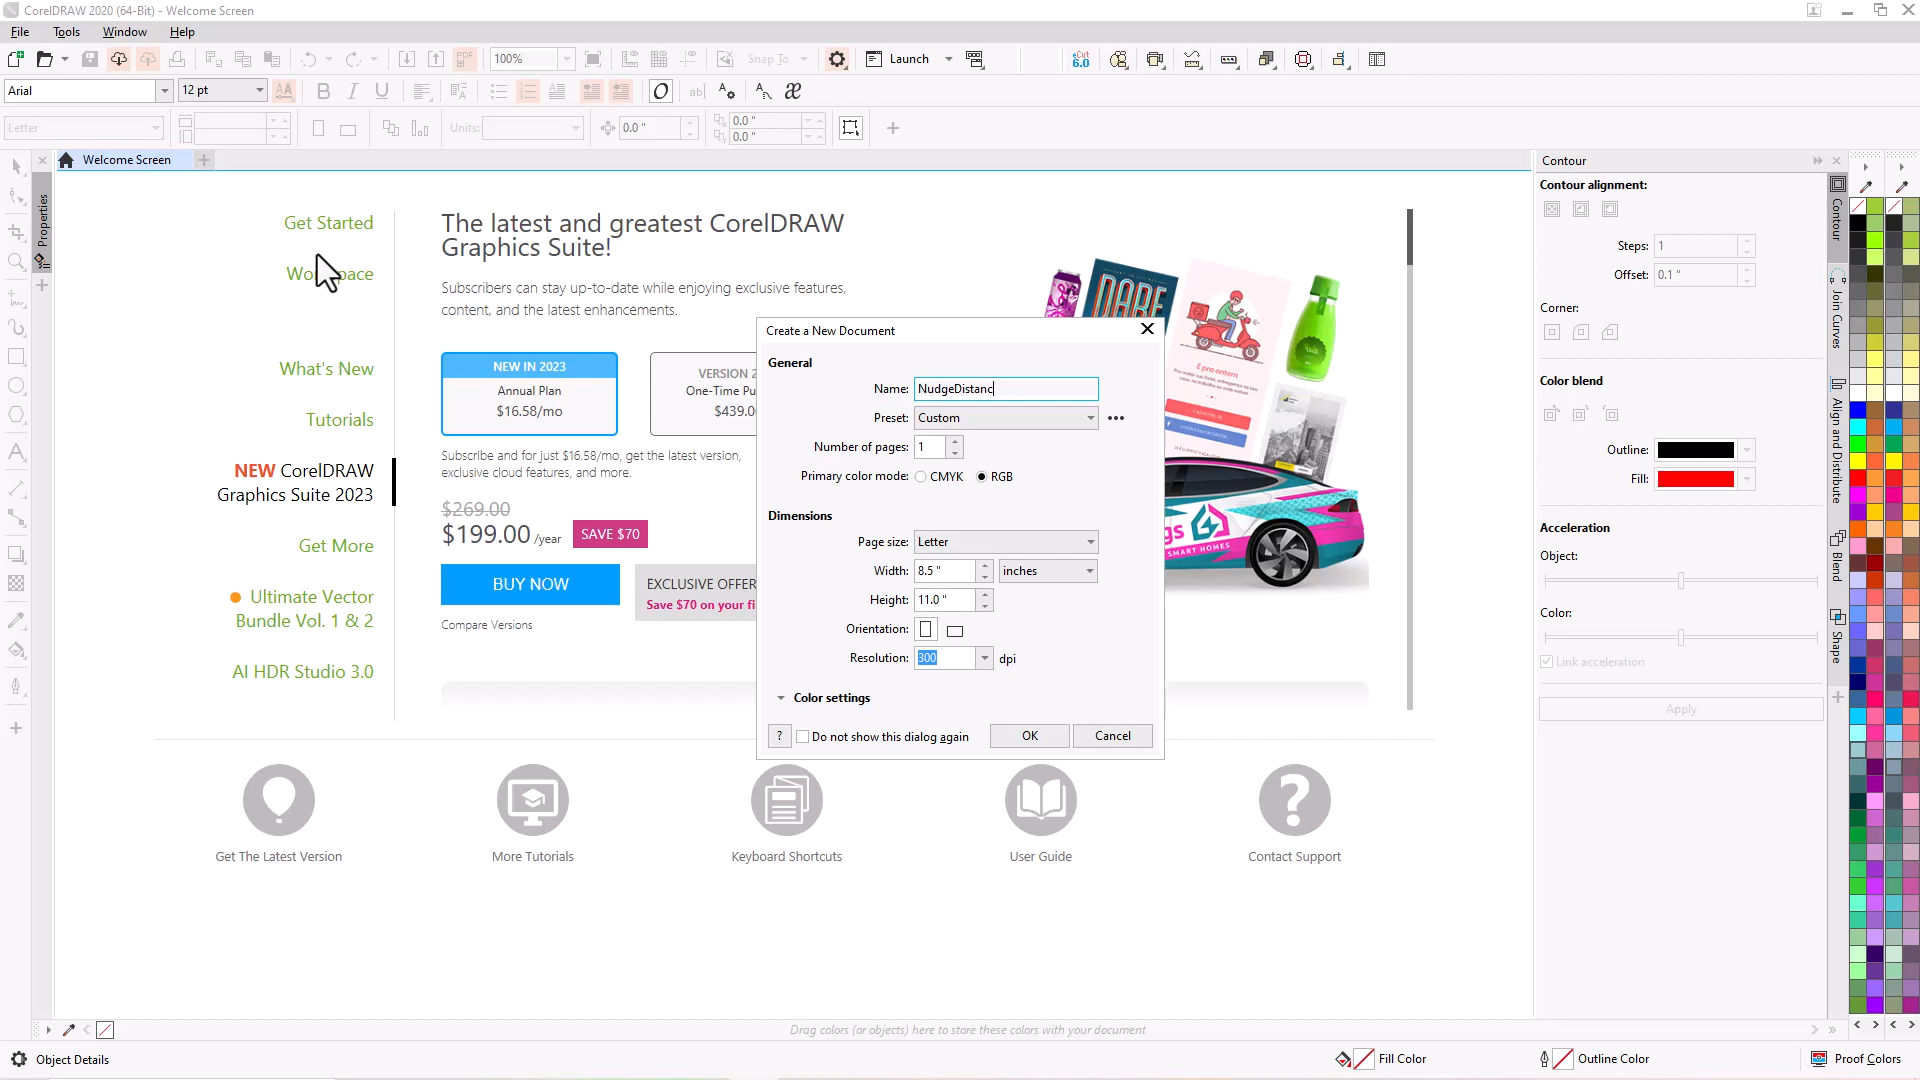 CorelDRAW 2020 (64-Bit) - Welcome Screen
File Tools Window Help
100% Snap To Launch eCut 6.0
Arial 12 pt
Letter Units: 0.0 " 0.0 " 0.0 "
Welcome Screen
Properties
Get Started
Workspace
What's New
Tutorials
NEW CorelDRAW
Graphics Suite 2023
Get More
Ultimate Vector
Bundle Vol. 1 & 2
AI HDR Studio 3.0
The latest and greatest CorelDRAW
Graphics Suite!
Subscribers can stay up-to-date while enjoying exclusive features,
content, and the latest enhancements.
NEW IN 2023
Annual Plan
$16.58/mo
VERSION 2
One-Time Pu
$439.0
Subscribe and for just $16.58/mo, get the latest version,
exclusive cloud features, and more.
$269.00
$199.00 /year SAVE $70
BUY NOW
EXCLUSIVE OFFER
Save $70 on your fi
Compare Versions
DARE
É pra ontem
gs
SMART HOMES
Create a New Document
General
Name: NudgeDistanc
Preset: Custom
Number of pages: 1
Primary color mode: CMYK RGB
Dimensions
Page size: Letter
Width: 8.5 " inches
Height: 11.0 "
Orientation:
Resolution: 300 dpi
Color settings
? Do not show this dialog again OK Cancel
Get The Latest Version
More Tutorials
Keyboard Shortcuts
User Guide
Contact Support
Contour
Contour alignment:
Steps: 1
Offset: 0.1 "
Corner:
Color blend
Outline:
Fill:
Acceleration
Object:
Color:
Link acceleration
Apply
Contour
Join Curves
Align and Distribute
Blend
Shape
Drag colors (or objects) here to store these colors with your document
Object Details
Fill Color
Outline Color
Proof Colors